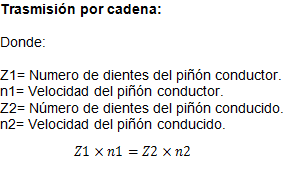 Trasmisión por cadena:
Donde:
Z1= Numero de dientes del piñón conductor.
n1= Velocidad del piñón conductor.
Z2= Número de dientes del piñón conducido.
n2= Velocidad del piñón conducido.
Z1 × n1 = Z2 × n2